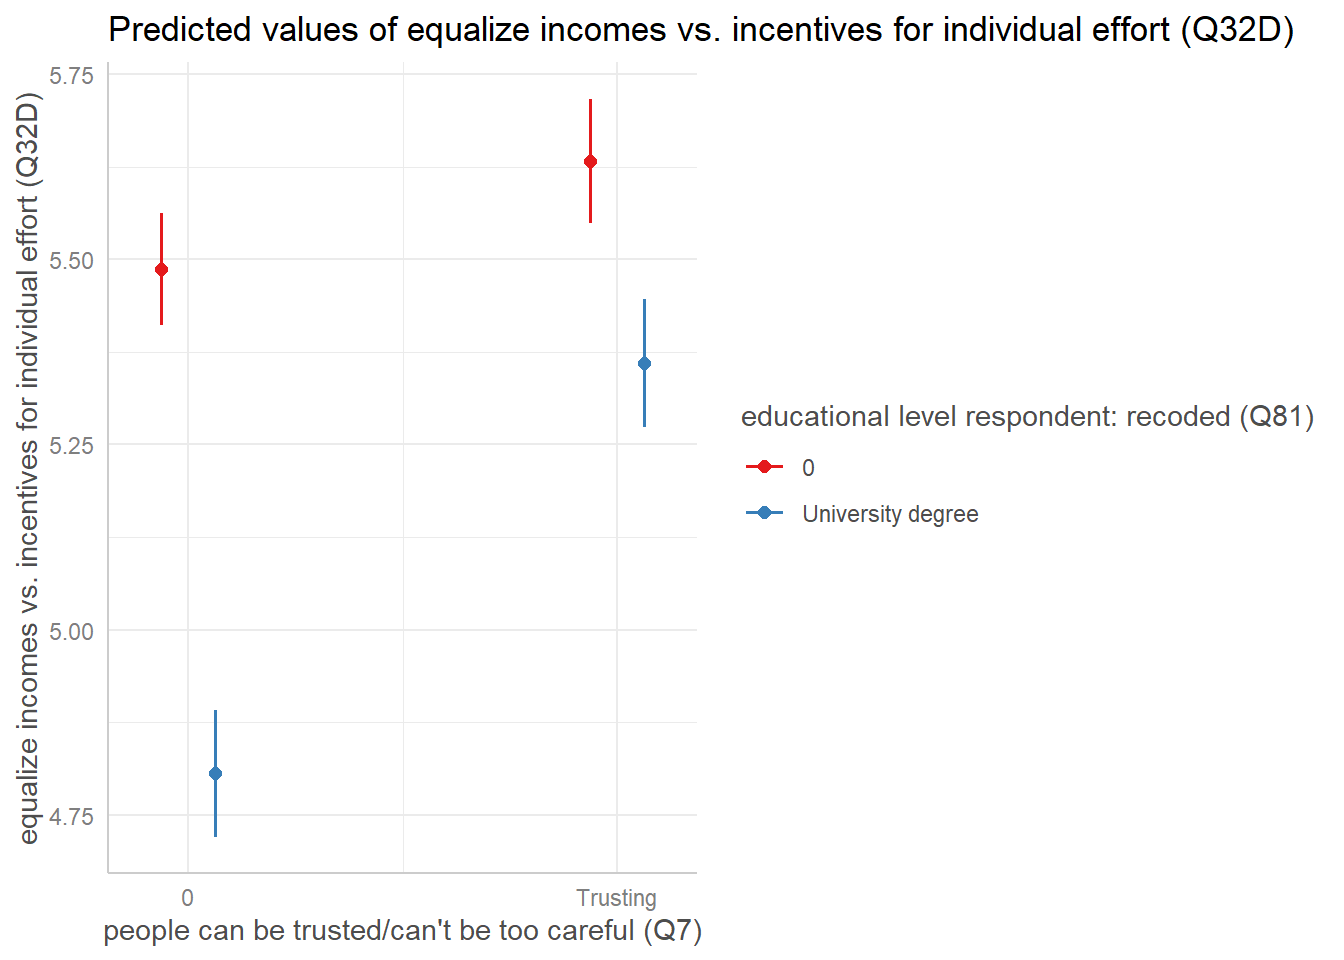 Predicted values of equalize incomes vs. incentives for individual effort (Q32D)
equalize incomes vs. incentives for individual effort (Q32D)
5.75
5.50
5.25
5.00
4.75
0
Trusting
people can be trusted/can't be too careful (Q7)
educational level respondent: recoded (Q81)
0
University degree